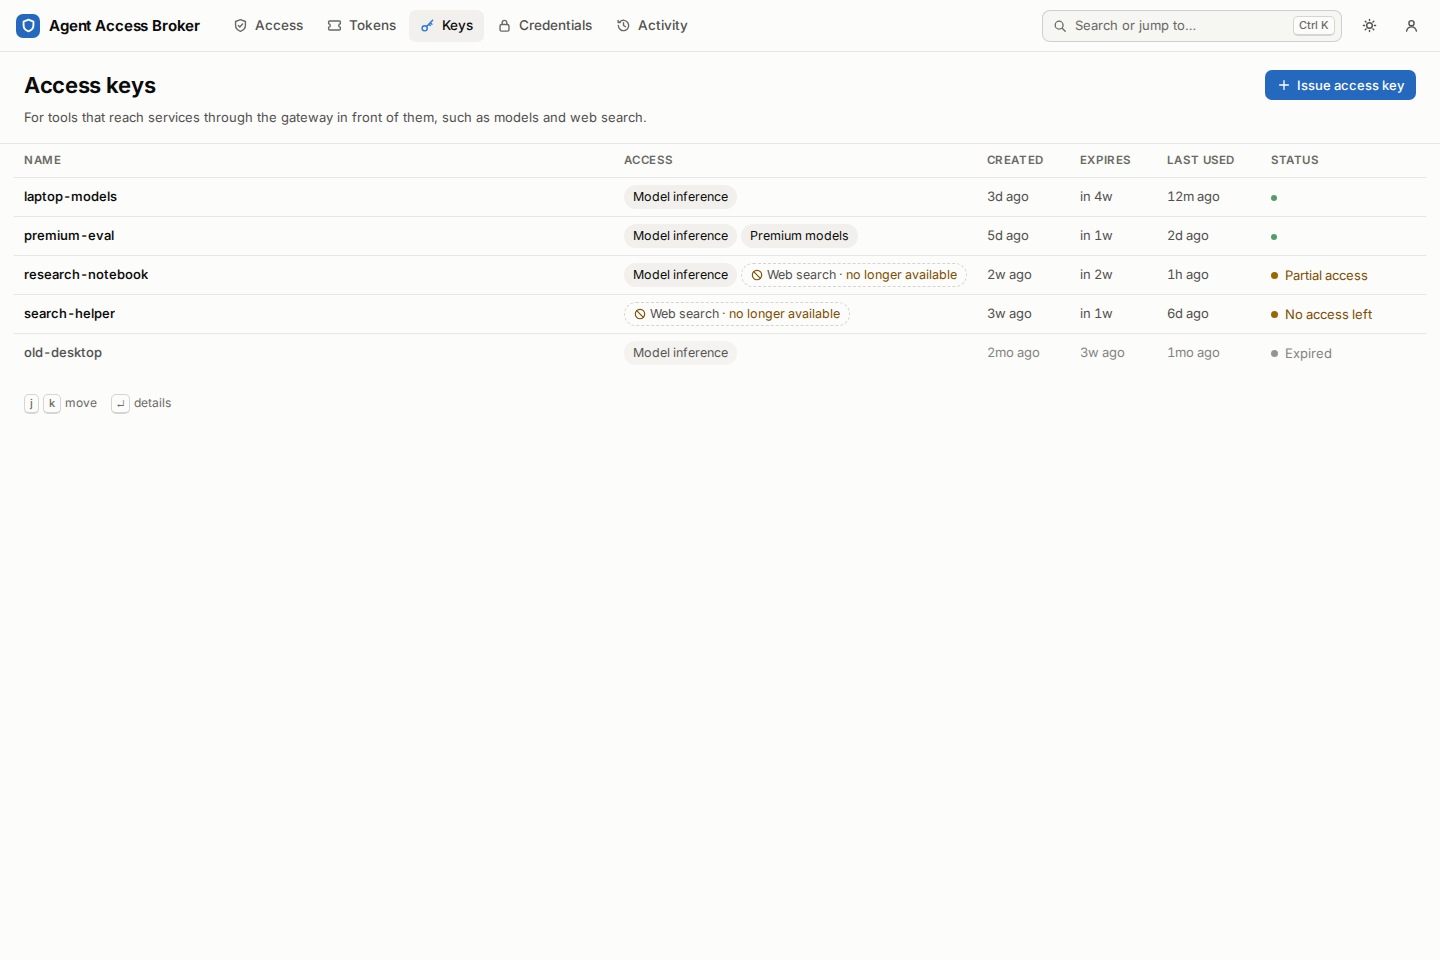 Agent Access Broker Access Tokens Keys Credentials Activity Search or jump to... Ctrl K
Access keys
Issue access key
For tools that reach services through the gateway in front of them, such as models and web search.
NAME ACCESS CREATED EXPIRES LAST USED STATUS
laptop-models Model inference 3d ago in 4w 12m ago
premium-eval Model inference Premium models 5d ago in 1w 2d ago
research-notebook Model inference Web search · no longer available 2w ago in 2w 1h ago Partial access
search-helper Web search · no longer available 3w ago in 1w 6d ago No access left
old-desktop Model inference 2mo ago 3w ago 1mo ago Expired
j k move ↵ details